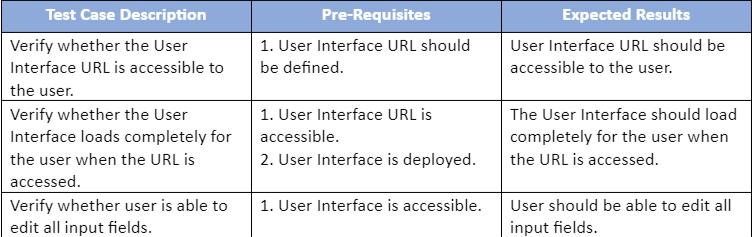 Test Case Description Pre-Requisites Expected Results
Verify whether the User
Interface URL is accessible to
the user.
1. User Interface URL should
be defined.
User Interface URL should be
accessible to the user.
Verify whether the User
Interface loads completely for
the user when the URL is
accessed.
1. User Interface URL is
accessible.
2. User Interface is deployed.
The User Interface should load
completely for the user when
the URL is accessed.
Verify whether user is able to
edit all input fields.
1. User Interface is accessible.
User should be able to edit all
input fields.